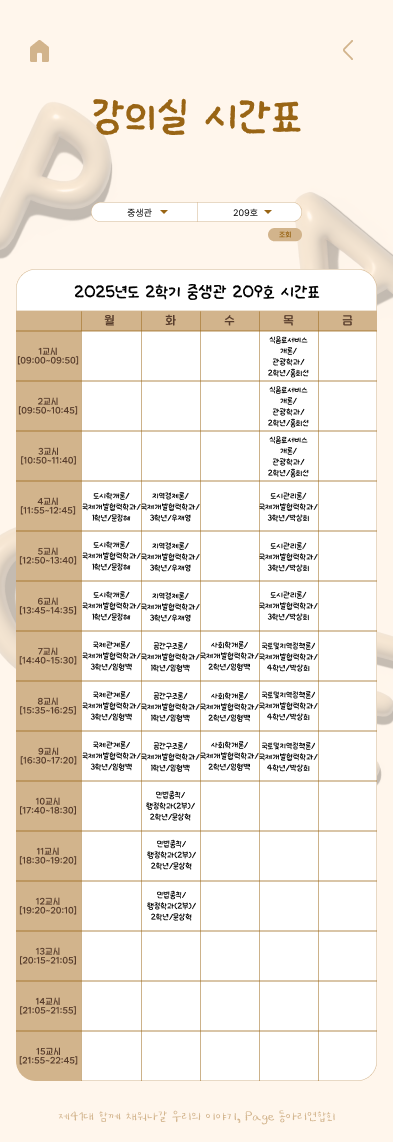 강의실 시간표
중생관 209호
조회
2025년도 2학기 중생관 209호 시간표
월 화 수 목 금
1교시
[09:00~09:50]
식품료서비스
개론/
관광학과/
2학년/홍희선
2교시
[09:50~10:45]
식품료서비스
개론/
관광학과/
2학년/홍희선
3교시
[10:50~11:40]
식품료서비스
개론/
관광학과/
2학년/홍희선
4교시
[11:55~12:45]
도시학개론/
국제개발협력학과/
1학년/문장혜
지역경제론/
국제개발협력학과/
3학년/우재영
도시관리론/
국제개발협력학과/
3학년/박상희
5교시
[12:50~13:40]
도시학개론/
국제개발협력학과/
1학년/문장혜
지역경제론/
국제개발협력학과/
3학년/우재영
도시관리론/
국제개발협력학과/
3학년/박상희
6교시
[13:45~14:35]
도시학개론/
국제개발협력학과/
1학년/문장혜
지역경제론/
국제개발협력학과/
3학년/우재영
도시관리론/
국제개발협력학과/
3학년/박상희
7교시
[14:40~15:30]
국제관계론/
국제개발협력학과/
3학년/임형백
공간구조론/
국제개발협력학과/
1학년/임형백
사회학개론/
국제개발협력학과/
2학년/임형백
국토및지역정책론/
국제개발협력학과/
4학년/박상희
8교시
[15:35~16:25]
국제관계론/
국제개발협력학과/
3학년/임형백
공간구조론/
국제개발협력학과/
1학년/임형백
사회학개론/
국제개발협력학과/
2학년/임형백
국토및지역정책론/
국제개발협력학과/
4학년/박상희
9교시
[16:30~17:20]
국제관계론/
국제개발협력학과/
3학년/임형백
공간구조론/
국제개발협력학과/
1학년/임형백
사회학개론/
국제개발협력학과/
2학년/임형백
국토및지역정책론/
국제개발협력학과/
4학년/박상희
10교시
[17:40~18:30]
민법총칙/
행정학과(2부)/
2학년/문상혁
11교시
[18:30~19:20]
민법총칙/
행정학과(2부)/
2학년/문상혁
12교시
[19:20~20:10]
민법총칙/
행정학과(2부)/
2학년/문상혁
13교시
[20:15~21:05]
14교시
[21:05~21:55]
15교시
[21:55~22:45]
제41대 함께 채워나갈 우리의 이야기, Page 동아리연합회